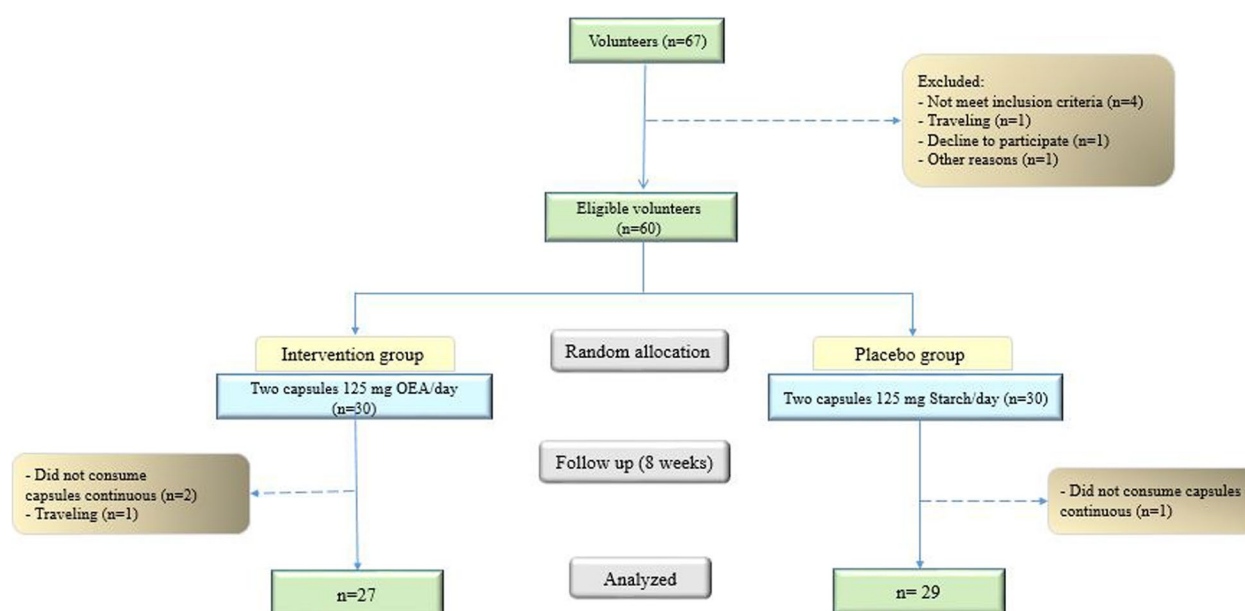 Volunteers (n=67)
Excluded:
- Not meet inclusion criteria (n=4)
- Traveling (n=1)
- Decline to participate (n=1)
- Other reasons (n=1)
Eligible volunteers
(n=60)
Intervention group
Random allocation
Placebo group
Two capsules 125 mg OEA/day
(n=30)
Two capsules 125 mg Starch/day (n=30)
Follow up (8 weeks)
- Did not consume
capsules continuous (n=2)
- Traveling (n=1)
- Did not consume capsules
continuous (n=1)
Analyzed
n=27
n= 29